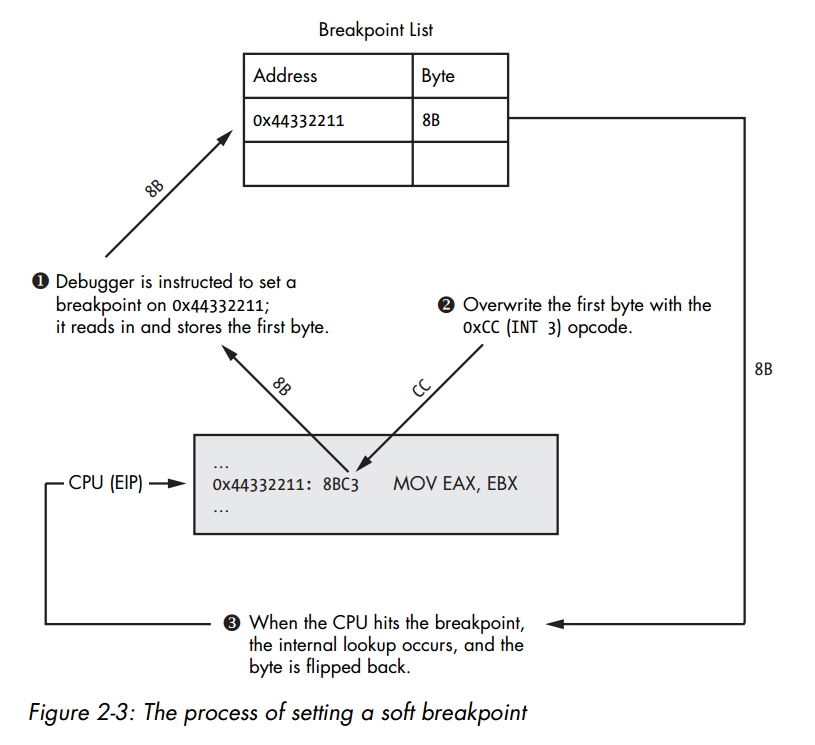 Breakpoint List
Address Byte
0x44332211 8B
8B
❶ Debugger is instructed to set a
breakpoint on 0x44332211;
it reads in and stores the first byte.
❷ Overwrite the first byte with the
0xCC (INT 3) opcode.
8B
8B
CC
...
CPU (EIP)
0x44332211: 8BC3 MOV EAX, EBX
...
❸ When the CPU hits the breakpoint,
the internal lookup occurs, and the
byte is flipped back.
Figure 2-3: The process of setting a soft breakpoint